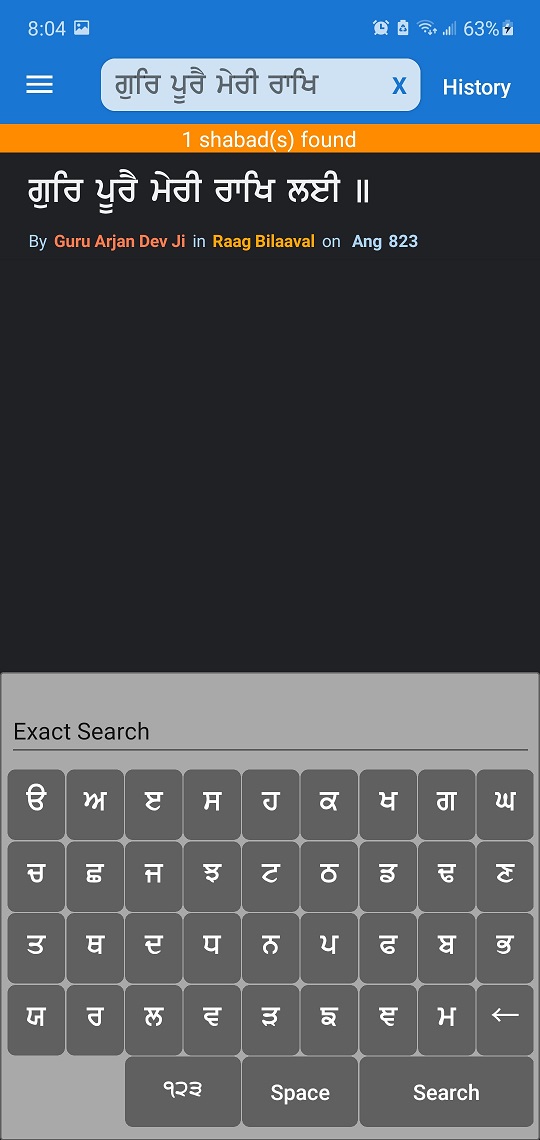 8:04 63%
ਗੁਰਿ ਪੂਰੈ ਮੇਰੀ ਰਾਖਿ X History
1 shabad(s) found
ਗੁਰਿ ਪੂਰੈ ਮੇਰੀ ਰਾਖਿ ਲਈ ॥
By Guru Arjan Dev Ji in Raag Bilaaval on Ang 823
Exact Search
ੳ ਅ ੲ ਸ ਹ ਕ ਖ ਗ ਘ
ਚ ਛ ਜ ਝ ਟ ਠ ਡ ਢ ਣ
ਤ ਥ ਦ ਧ ਨ ਪ ਫ ਬ ਭ
ਯ ਰ ਲ ਵ ੜ ਙ ਞ ਮ ←
੧੨੩ Space Search